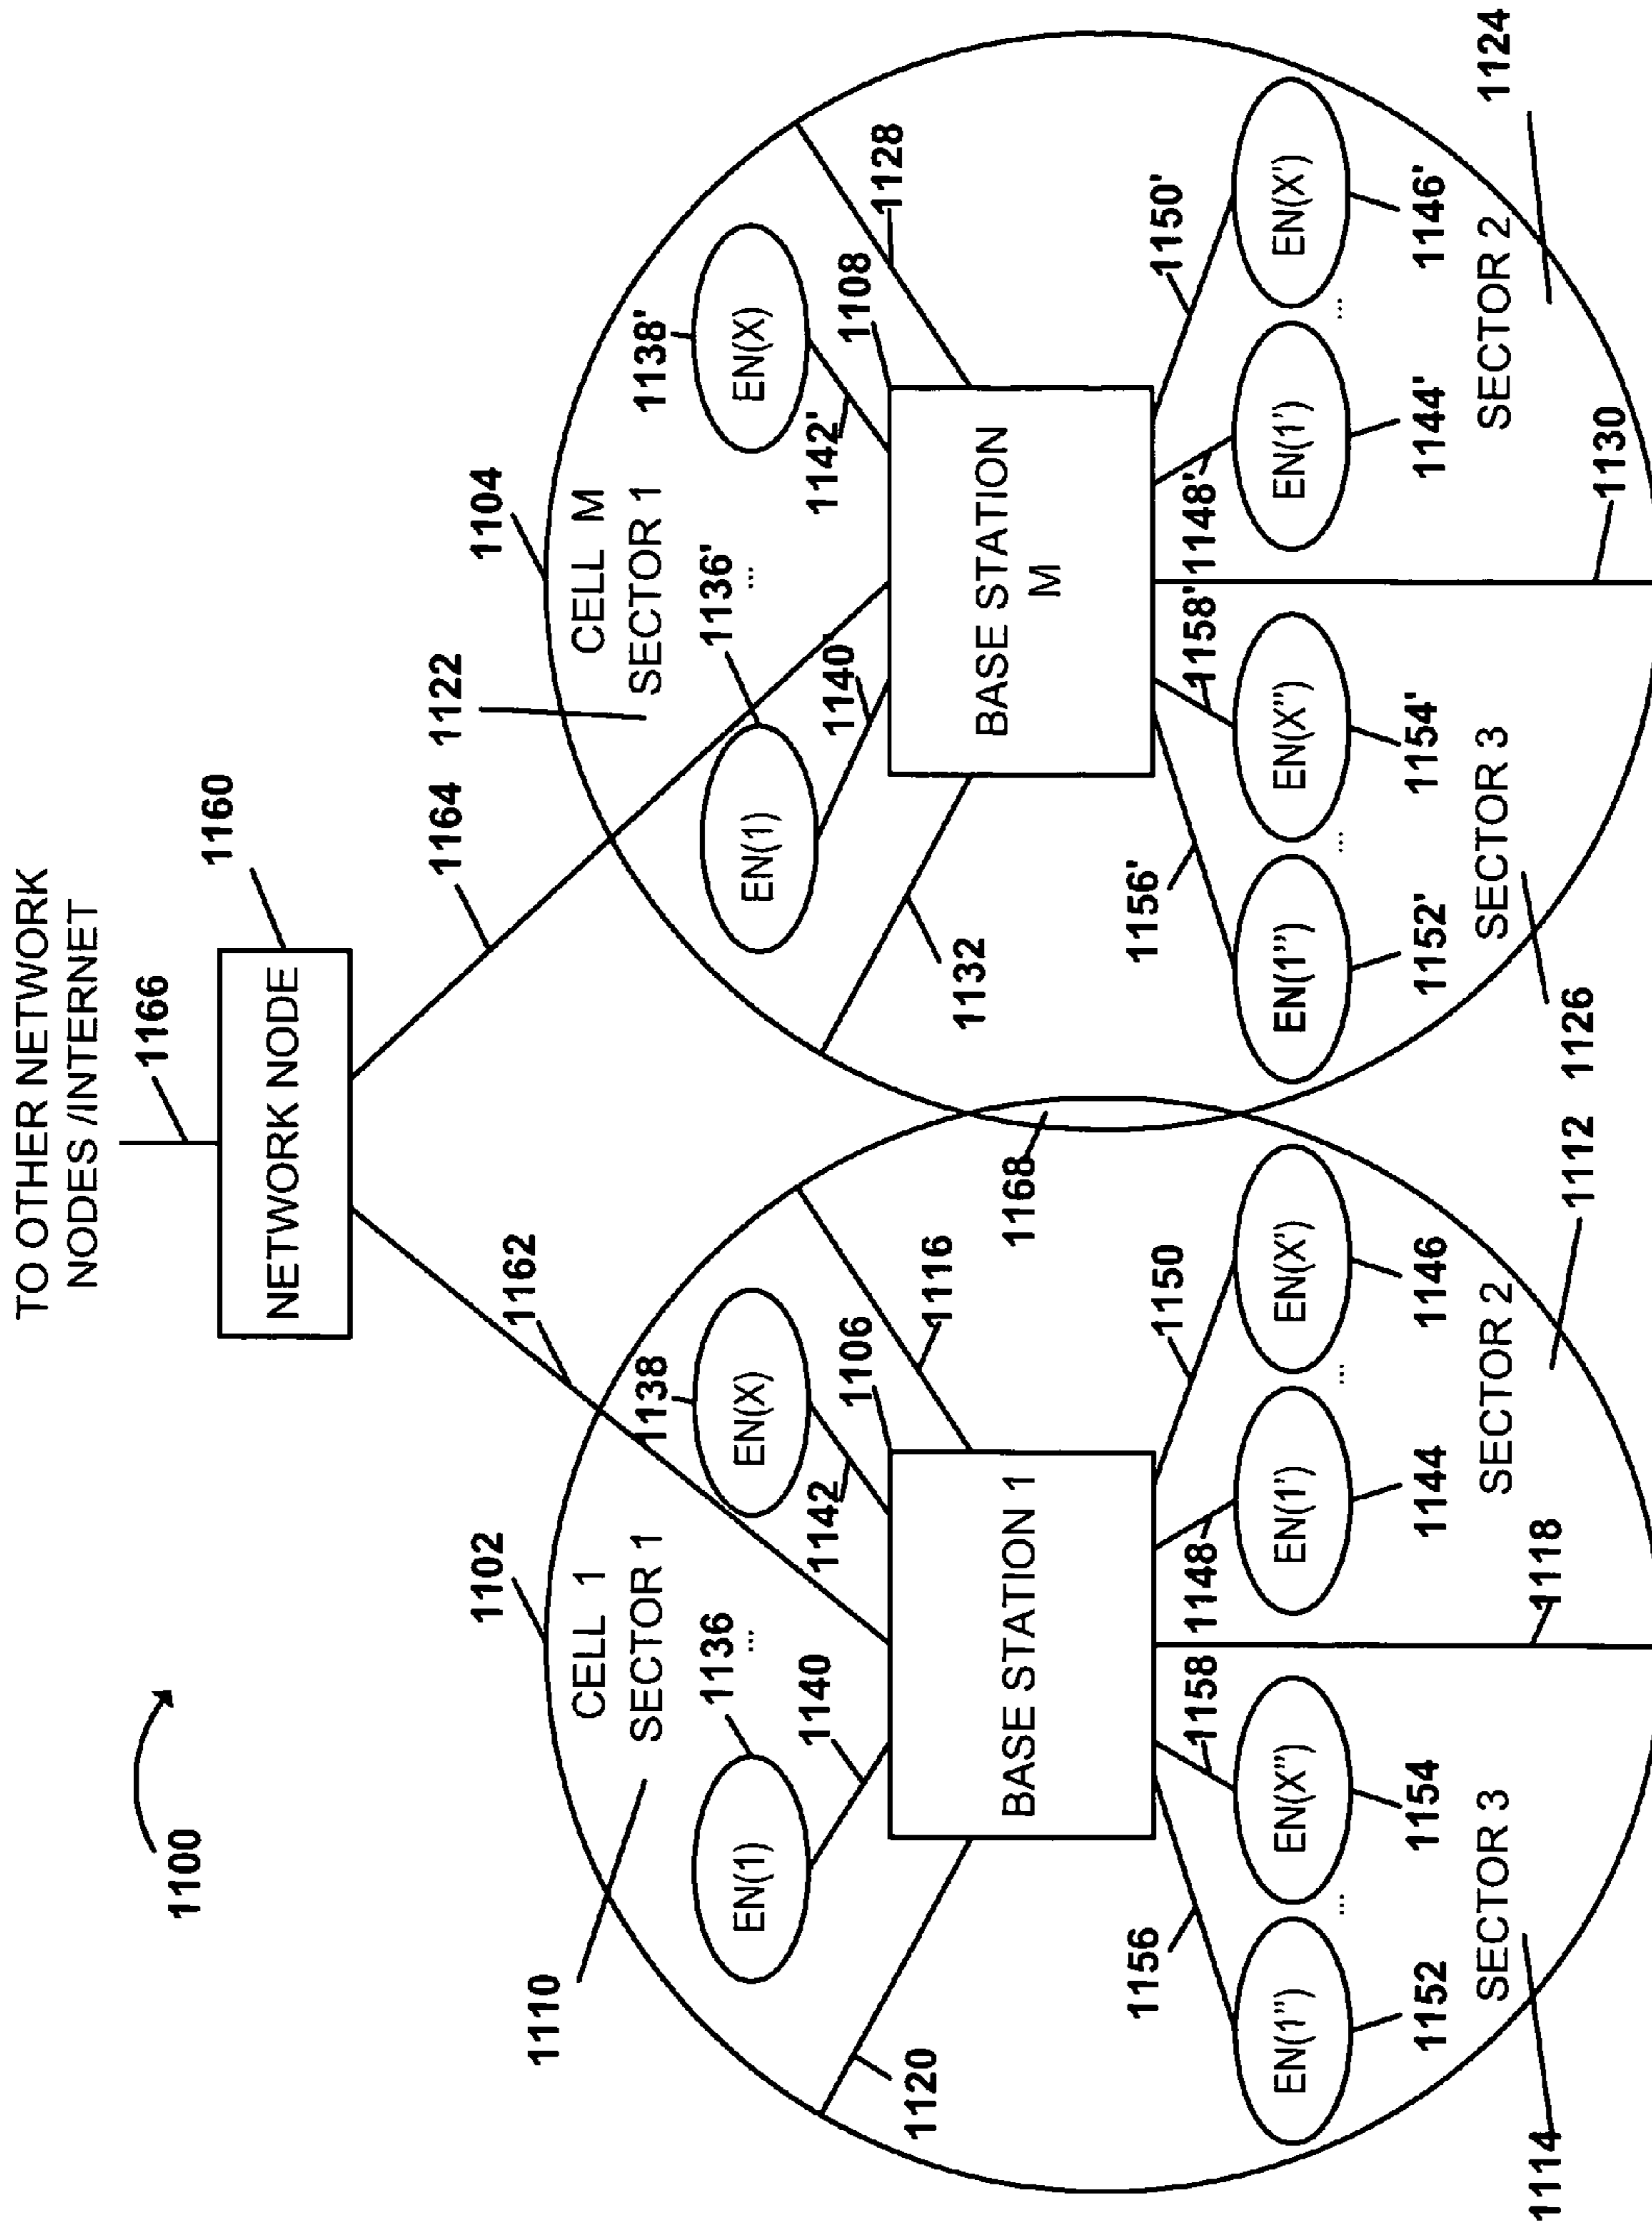 TO OTHER NETWORK
NODES /INTERNET
1166
1160
NETWORK NODE
1100
1162
1164
1122
1102
1104
1110
CELL 1
SECTOR 1
1138
1136
...
EN(1)
EN(X)
1140
1142
1106
1116
1120
BASE STATION 1
1168
1156
1158
1148
1150
EN(1")
...
EN(X")
EN(1')
...
EN(X')
1152
1154
1144
1146
SECTOR 3
SECTOR 2
1114
1118
1112
CELL M
SECTOR 1
1138'
1136'
...
EN(1)
EN(X)
1140
1142'
1108
1128
1132
BASE STATION
M
1156'
1158'
1148'
1150'
EN(1")
...
EN(X")
EN(1')
...
EN(X')
1152'
1154'
1144'
1146'
SECTOR 3
SECTOR 2
1126
1130
1124